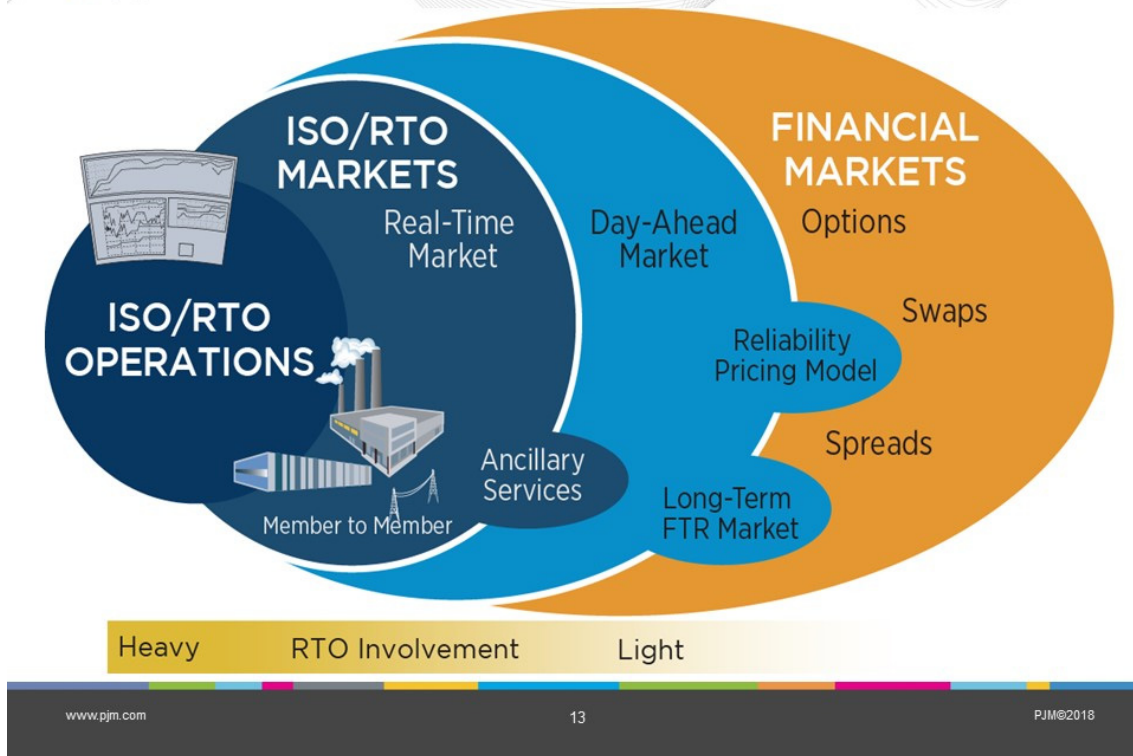 ISO/RTO
MARKETS
FINANCIAL
MARKETS
Real-Time
Market
Day-Ahead
Market
Options
ISO/RTO
OPERATIONS
Swaps
Reliability
Pricing Model
Spreads
Ancillary
Services
Long-Term
FTR Market
Member to Member
Heavy
RTO Involvement
Light
www.pjm.com
13
PJM©2018